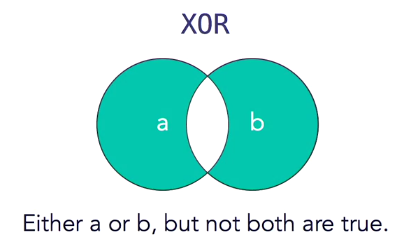 XOR
a b
Either a or b, but not both are true.